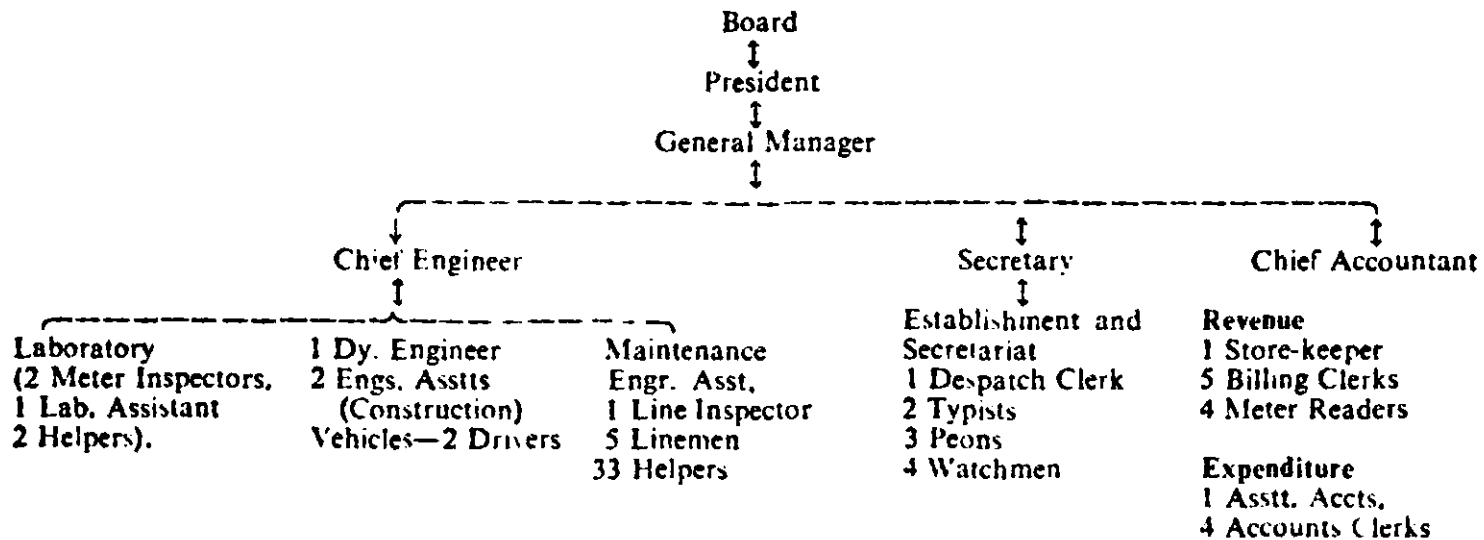 Board
President
General Manager
Chief Engineer
Secretary
Chief Accountant
Laboratory
(2 Meter Inspectors,
1 Lab. Assistant
2 Helpers).
1 Dy. Engineer
2 Engs. Asstts
(Construction)
Vehicles—2 Drivers
Maintenance
Engr. Asst,
1 Line Inspector
5 Linemen
33 Helpers
Establishment and
Secretariat
1 Despatch Clerk
2 Typists
3 Peons
4 Watchmen
Revenue
1 Store-keeper
5 Billing Clerks
4 Meter Readers
Expenditure
1 Asstt. Accts,
4 Accounts Clerks